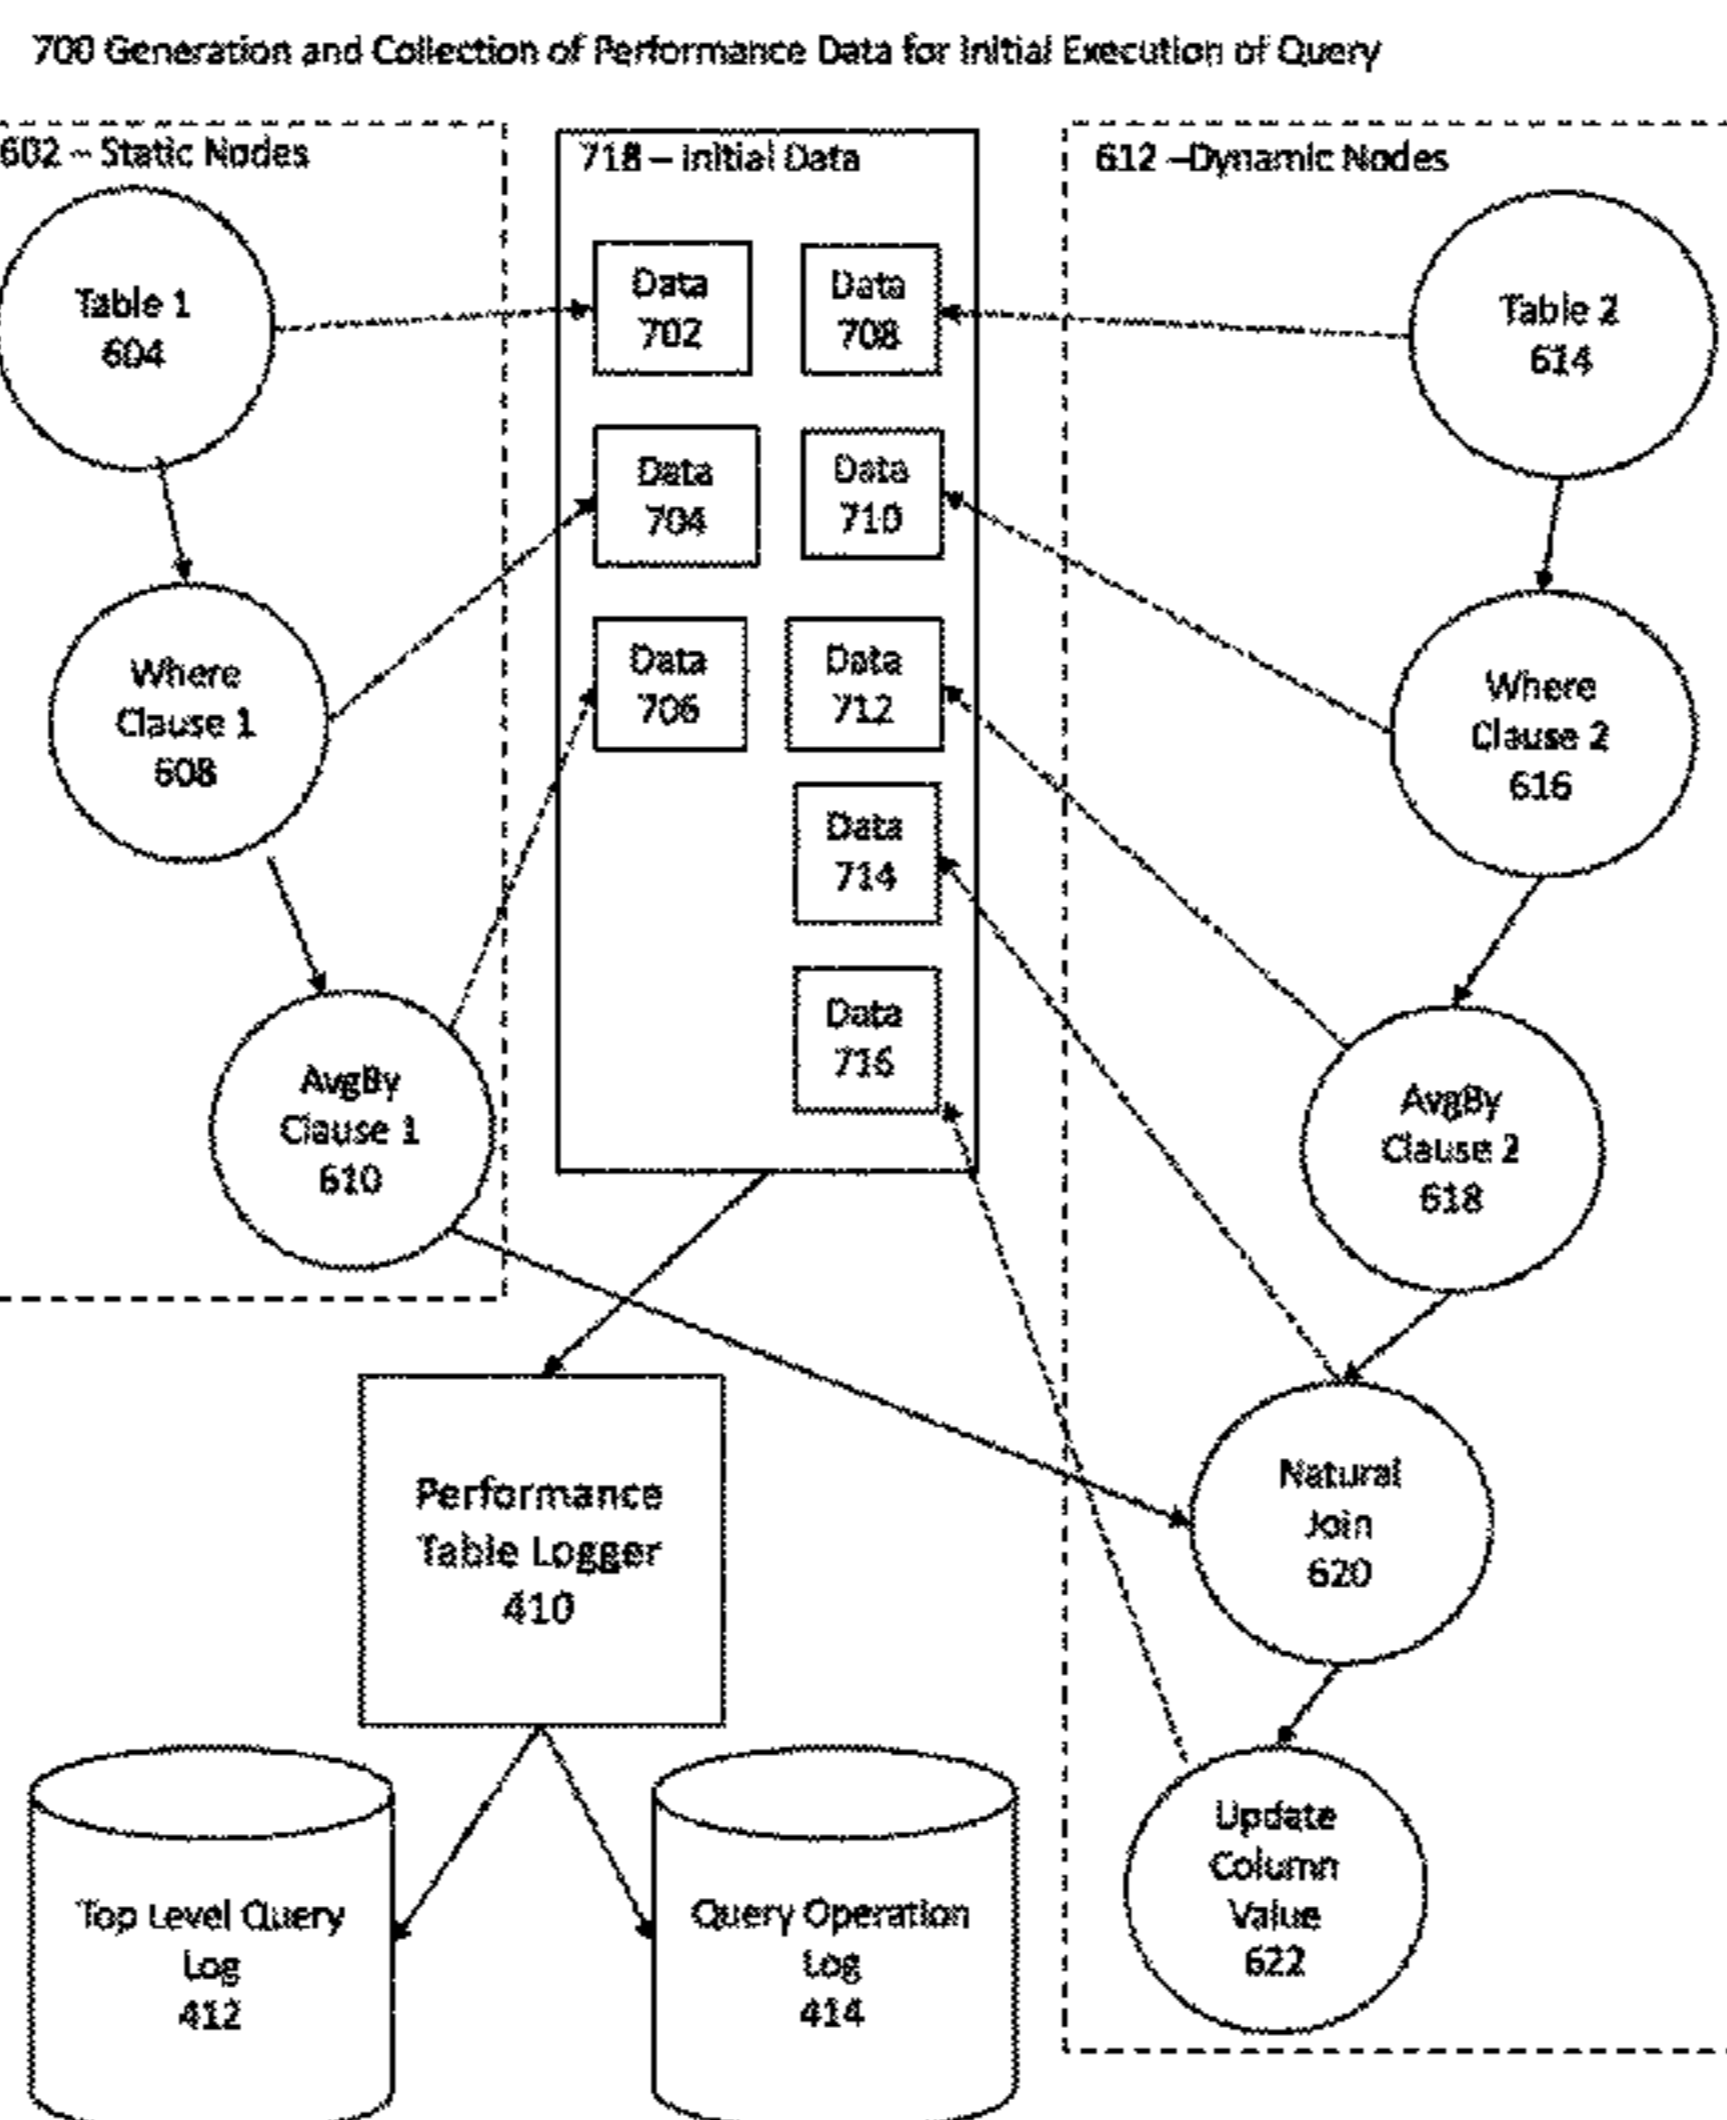 700 Generation and Collection of Performance Data for Initial Execution of Query
602 – Static Nodes
718 – Initial Data
612 –Dynamic Nodes
Table 1
604
Data
702
Data
708
Table 2
614
Data
704
Data
710
Where
Clause 1
608
Data
706
Data
712
Where
Clause 2
616
Data
714
Data
716
AvgBy
Clause 1
610
AvgBy
Clause 2
618
Performance
Table Logger
410
Natural
Join
620
Top Level Query
Log
412
Query Operation
Log
414
Update
Column
Value
622